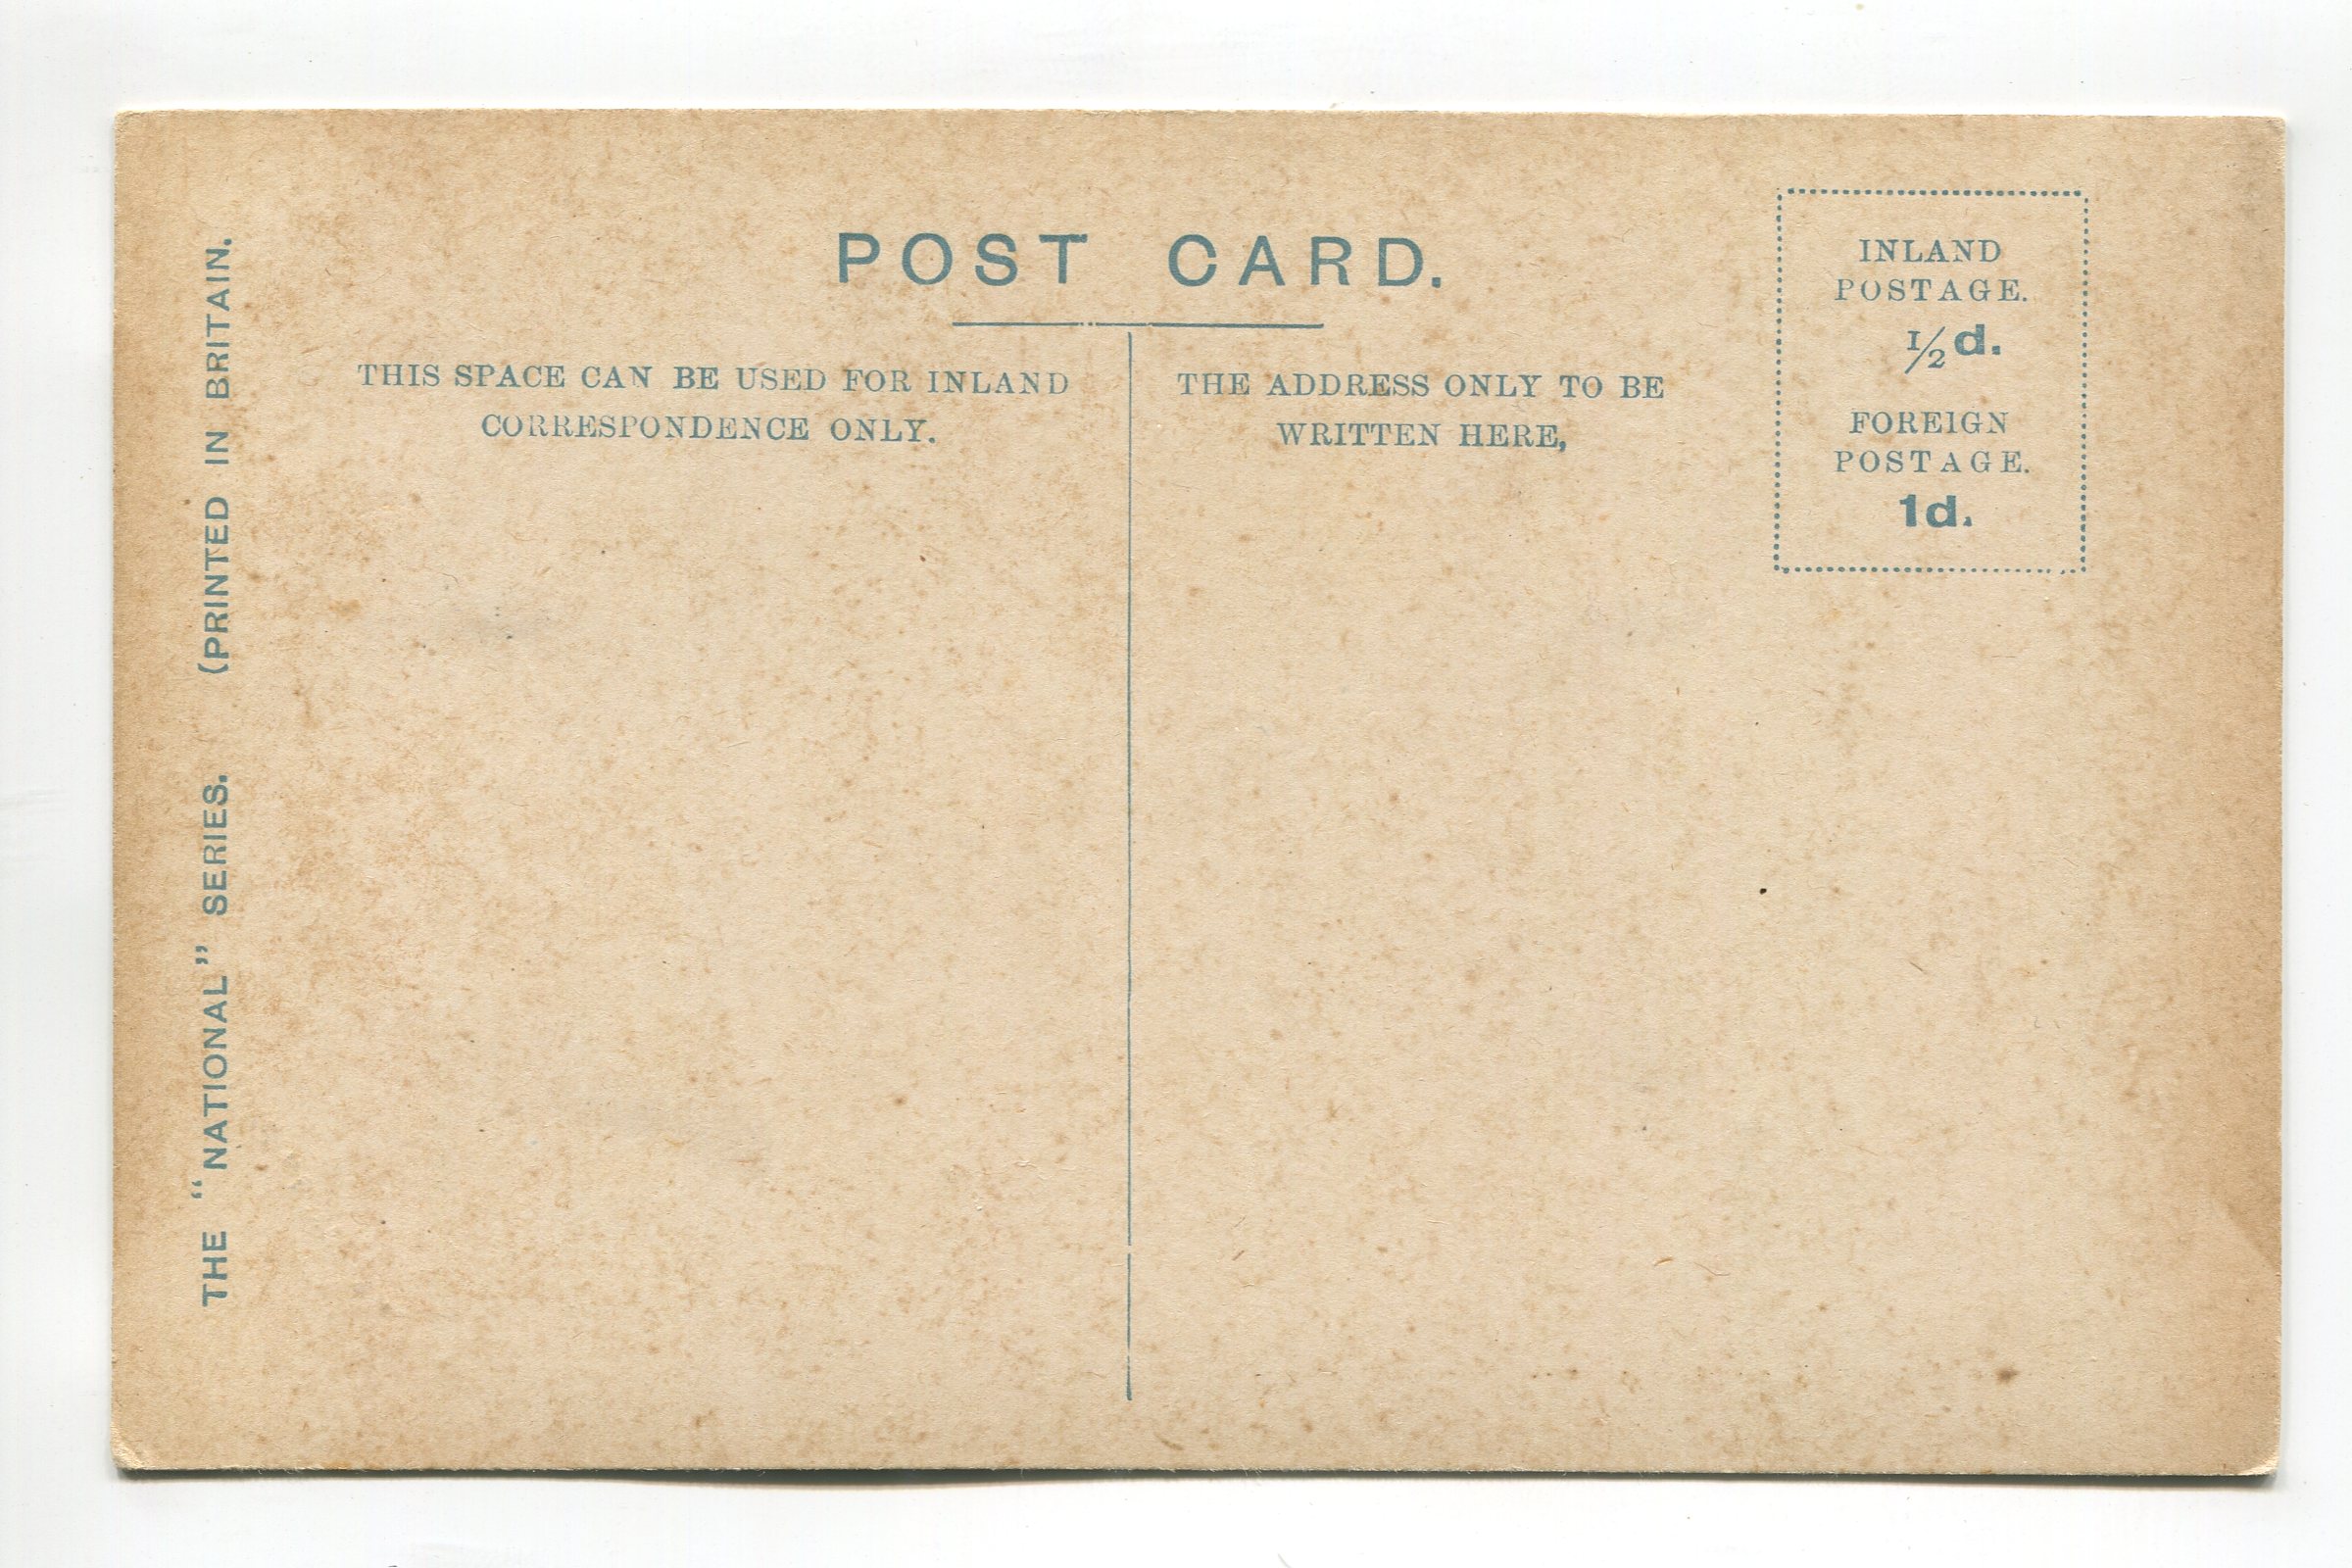 POST CARD.
THIS SPACE CAN BE USED FOR INLAND
CORRESPONDENCE ONLY.
THE ADDRESS ONLY TO BE
WRITTEN HERE,
INLAND
POSTAGE.
1/2d.
FOREIGN
POSTAGE.
1d.
THE "NATIONAL" SERIES. (PRINTED IN BRITAIN.